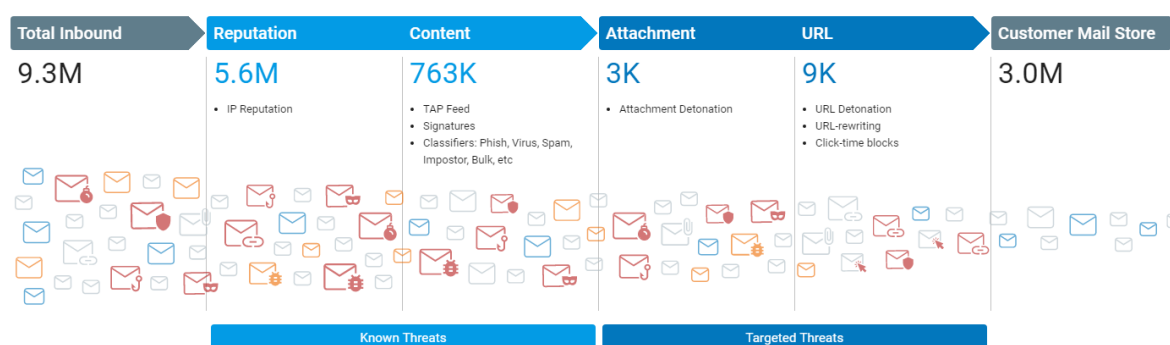 Total Inbound
Reputation
Content
Attachment
URL
Customer Mail Store
9.3M
5.6M
763K
3K
9K
3.0M
• IP Reputation
• TAP Feed
• Signatures
• Classifiers: Phish, Virus, Spam,
Impostor, Bulk, etc
• Attachment Detonation
• URL Detonation
• URL-rewriting
• Click-time blocks
Known Threats
Targeted Threats